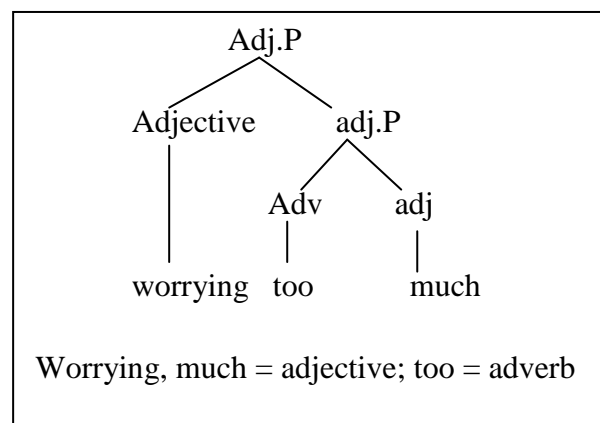 Adj.P
Adjective adj.P
Adv adj
worrying too much
Worrying, much = adjective; too = adverb